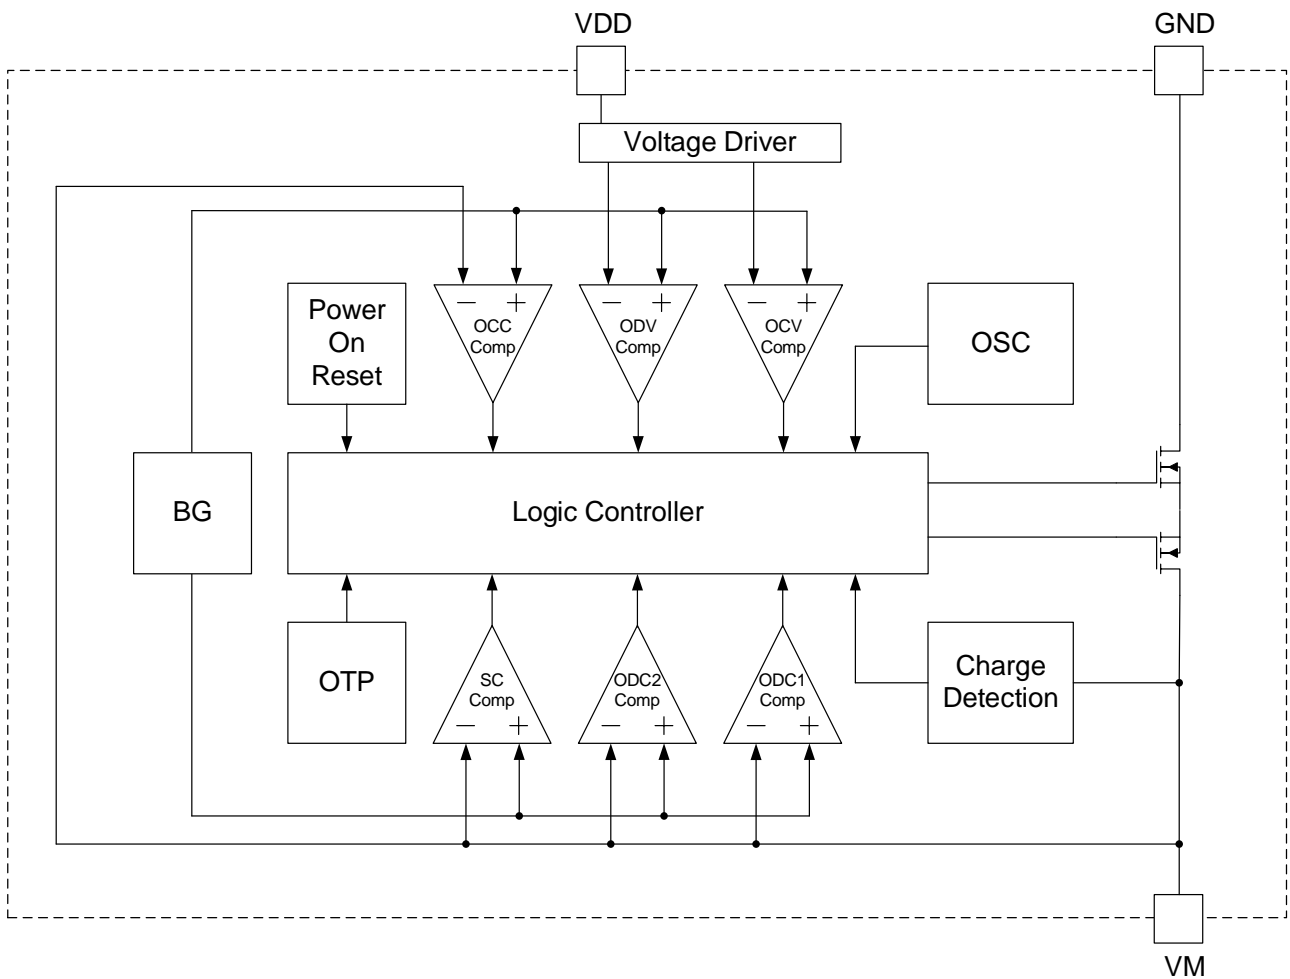 VDD
GND
Voltage Driver
Power
On
Reset
− +
OCC
Comp
− +
ODV
Comp
− +
OCV
Comp
OSC
BG
Logic Controller
OTP
SC
Comp
− +
ODC2
Comp
− +
ODC1
Comp
− +
Charge
Detection
VM